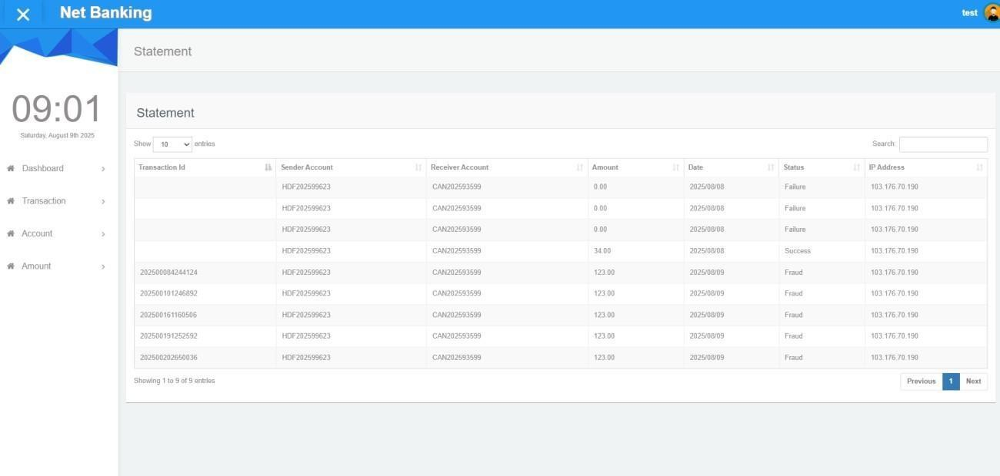 Net Banking
test
Statement
09:01
Saturday, August 9th 2025
Dashboard
Transaction
Account
Amount
Statement
Show 10 entries
Search:
Transaction Id Sender Account Receiver Account Amount Date Status IP Address
HDF202599623 CAN202593599 0.00 2025/08/08 Failure 103.176.70.190
HDF202599623 CAN202593599 0.00 2025/08/08 Failure 103.176.70.190
HDF202599623 CAN202593599 0.00 2025/08/08 Failure 103.176.70.190
HDF202599623 CAN202593599 34.00 2025/08/08 Success 103.176.70.190
202500084244124 HDF202599623 CAN202593599 123.00 2025/08/09 Fraud 103.176.70.190
202500101246892 HDF202599623 CAN202593599 123.00 2025/08/09 Fraud 103.176.70.190
202500161160506 HDF202599623 CAN202593599 123.00 2025/08/09 Fraud 103.176.70.190
202500191252592 HDF202599623 CAN202593599 123.00 2025/08/09 Fraud 103.176.70.190
202500202650036 HDF202599623 CAN202593599 123.00 2025/08/09 Fraud 103.176.70.190
Showing 1 to 9 of 9 entries
Previous 1 Next